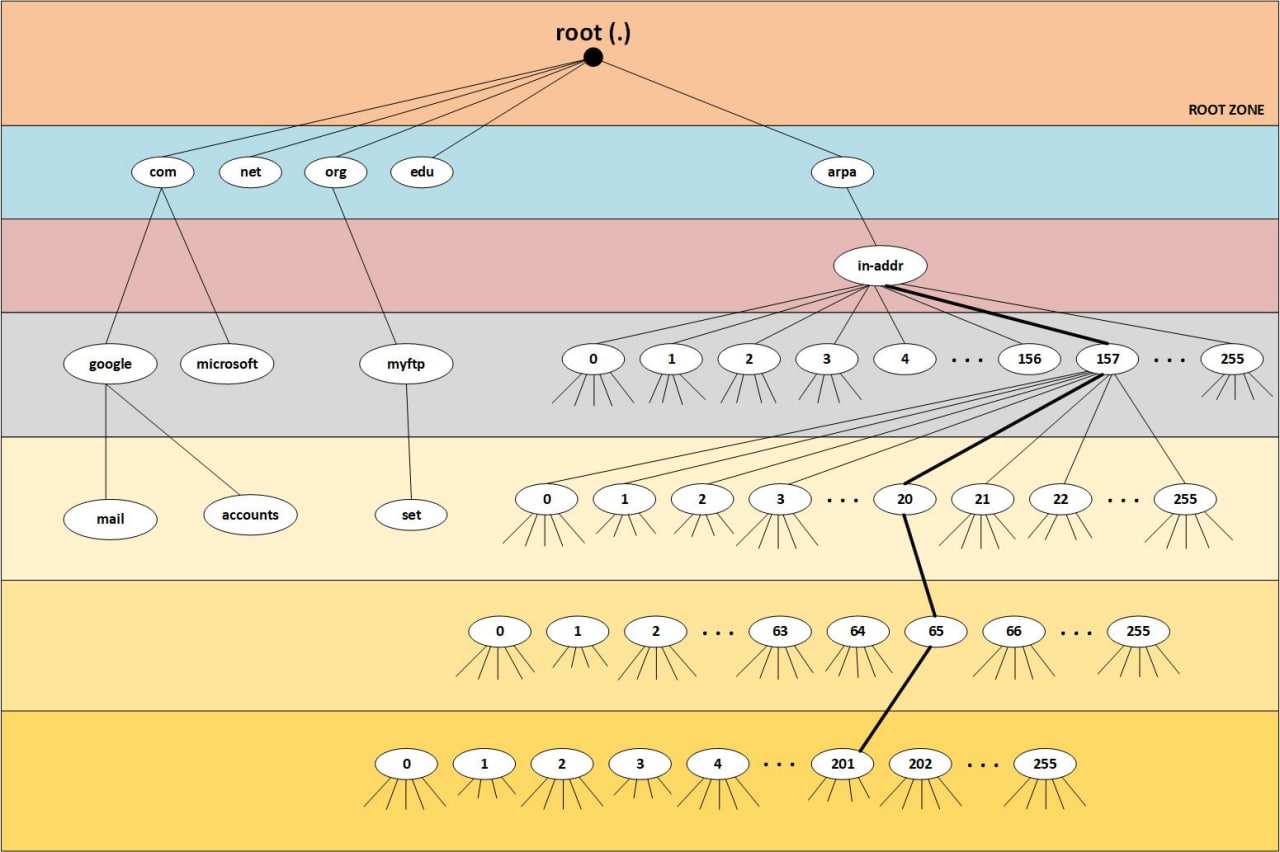 root (.)
ROOT ZONE
com net org edu arpa
in-addr
google microsoft myftp 0 1 2 3 4 ... 156 157 ... 255
mail accounts set 0 1 2 3 ... 20 21 22 ... 255
0 1 2 ... 63 64 65 66 ... 255
0 1 2 3 4 ... 201 202 ... 255